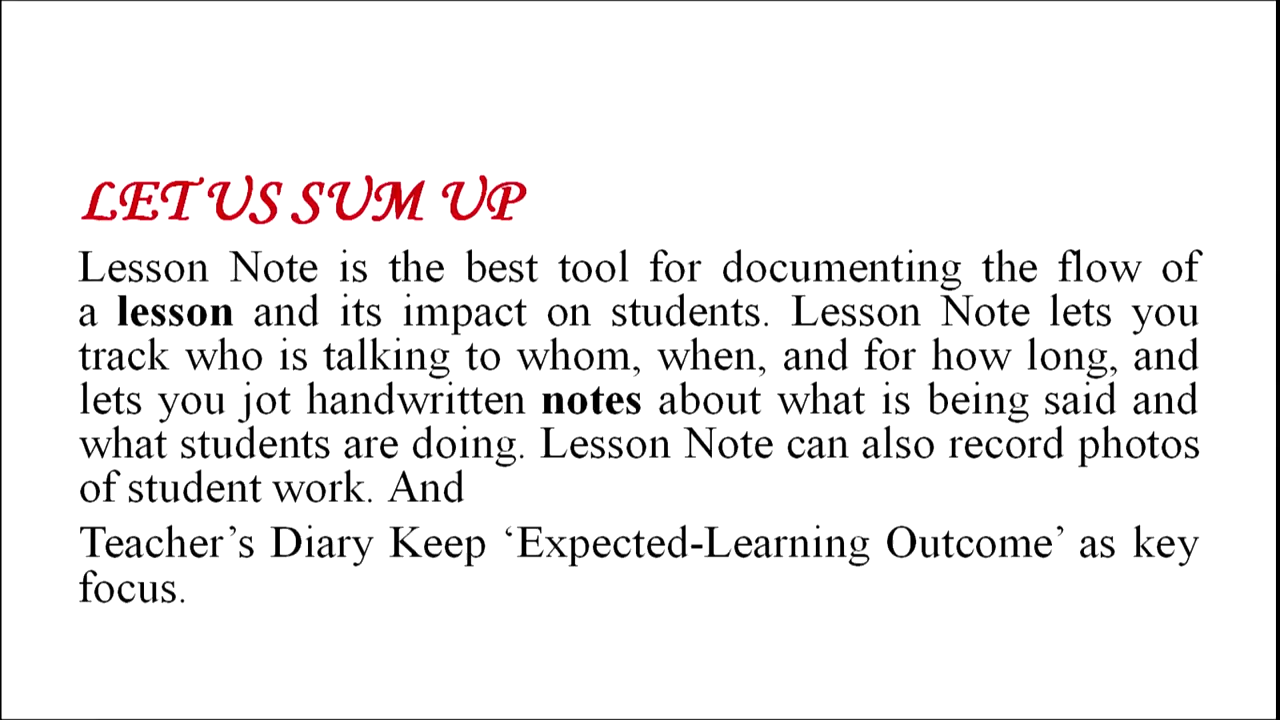 LET US SUM UP
Lesson Note is the best tool for documenting the flow of
a lesson and its impact on students. Lesson Note lets you
track who is talking to whom, when, and for how long, and
lets you jot handwritten notes about what is being said and
what students are doing. Lesson Note can also record photos
of student work. And
Teacher’s Diary Keep ‘Expected-Learning Outcome’ as key
focus.